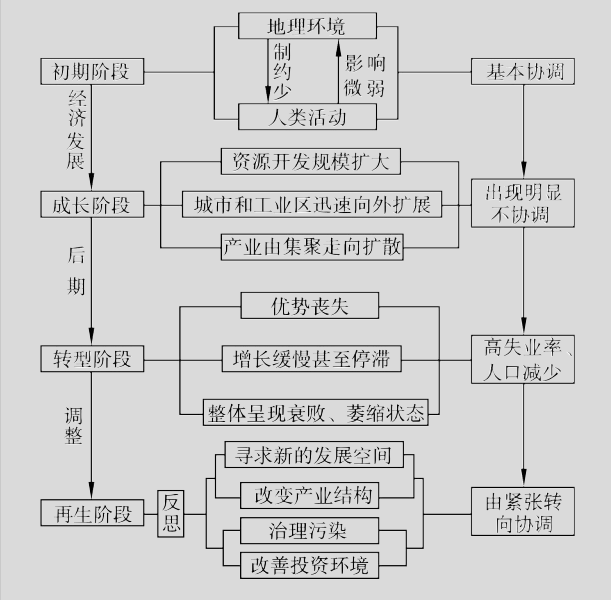 地理环境
制约少
影响
微弱
初期阶段
基本协调
人类活动
经济发展
资源开发规模扩大
成长阶段
城市和工业区迅速向外扩展
出现明显
不协调
产业由集聚走向扩散
后期
优势丧失
转型阶段
增长缓慢甚至停滞
高失业率、
人口减少
整体呈现衰败、萎缩状态
调整
寻求新的发展空间
改变产业结构
再生阶段
反思
由紧张转
向协调
治理污染
改善投资环境